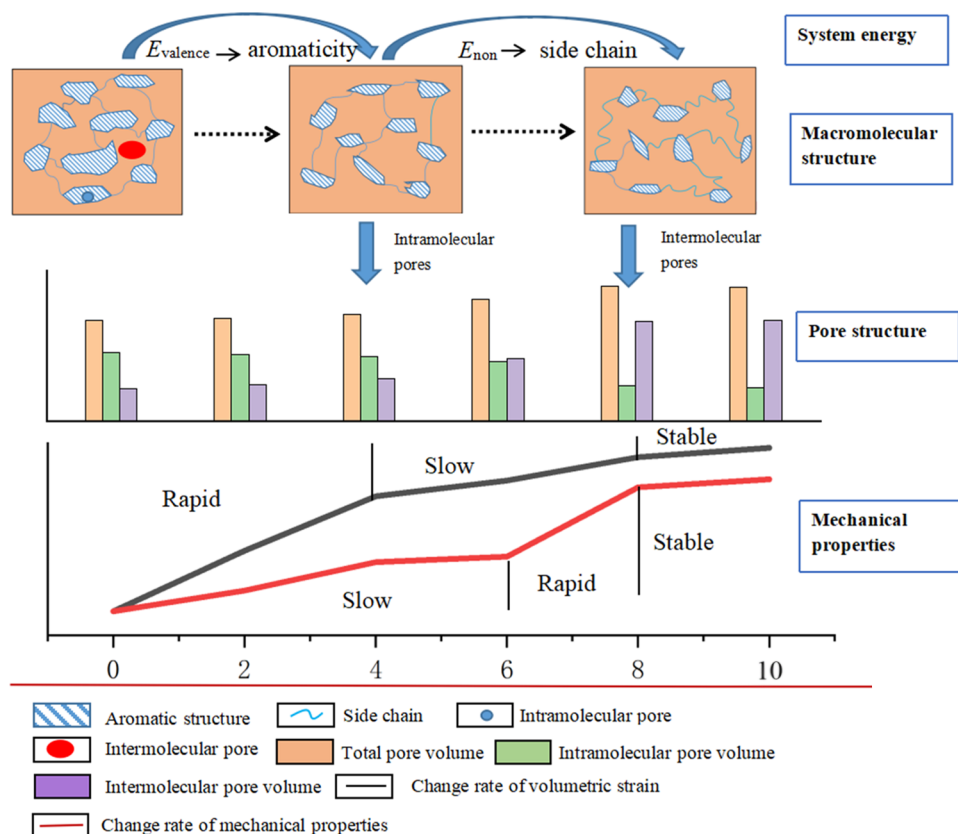 Evalence → aromaticity
Enon → side chain
System energy
Macromolecular
structure
Intramolecular
pores
Intermolecular
pores
Pore structure
Rapid
Slow
Stable
Slow
Rapid
Stable
Mechanical
properties
0 2 4 6 8 10
Aromatic structure
Side chain
Intramolecular pore
Intermolecular pore
Total pore volume
Intramolecular pore volume
Intermolecular pore volume
Change rate of volumetric strain
Change rate of mechanical properties